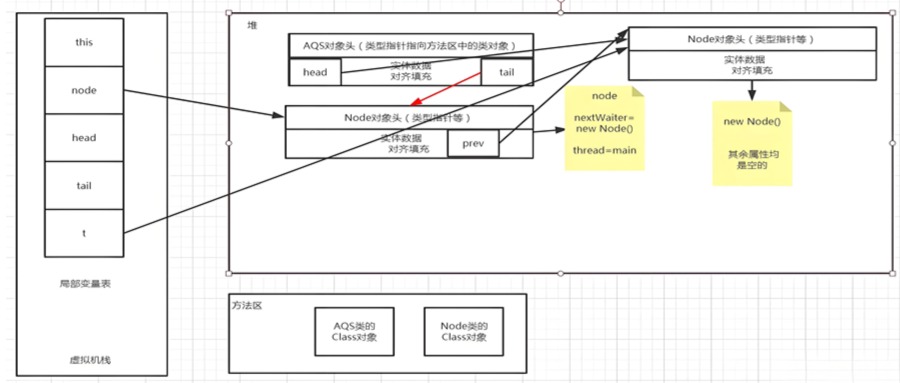 this
node
head
tail
t
局部变量表
虚拟机栈
堆
AQS对象头（类型指针指向方法区中的类对象）
head
实体数据
对齐填充
tail
Node对象头（类型指针等）
实体数据
对齐填充
prev
node
nextWaiter=
new Node()
thread=main
Node对象头（类型指针等）
实体数据
对齐填充
new Node()
其余属性均
是空的
方法区
AQS类的
Class对象
Node类的
Class对象